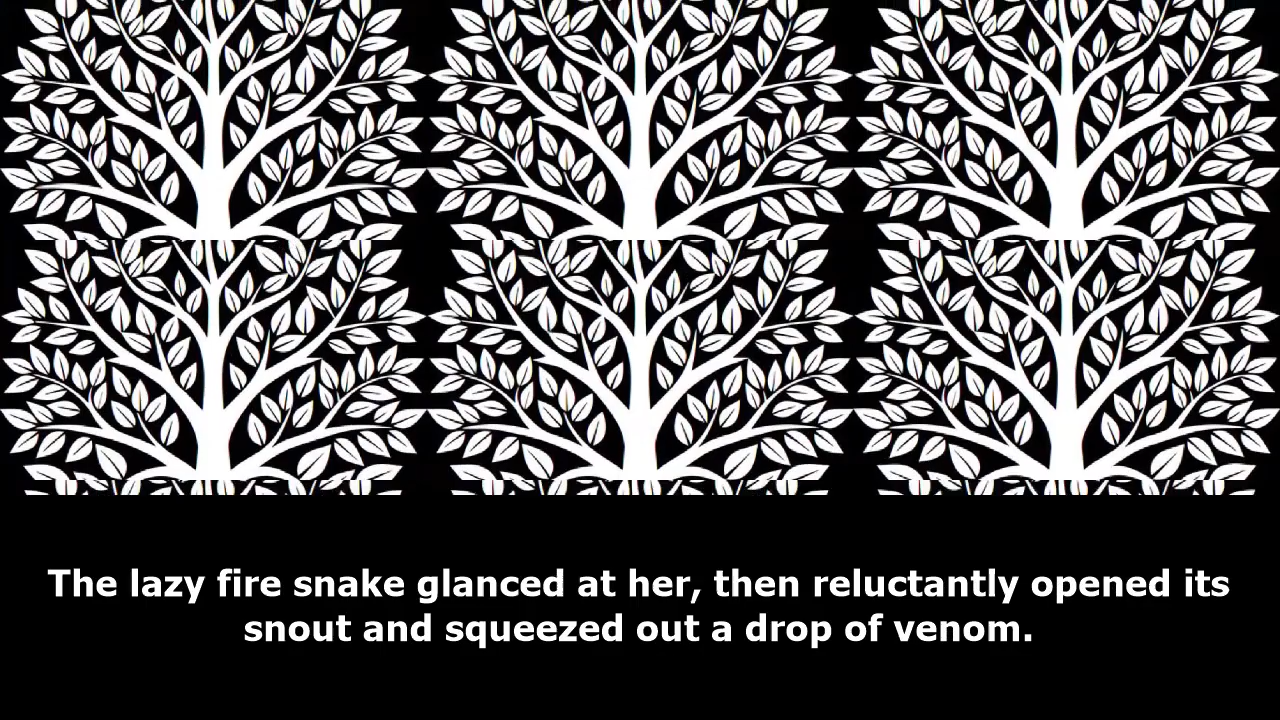 The lazy fire snake glanced at her, then reluctantly opened its
snout and squeezed out a drop of venom.